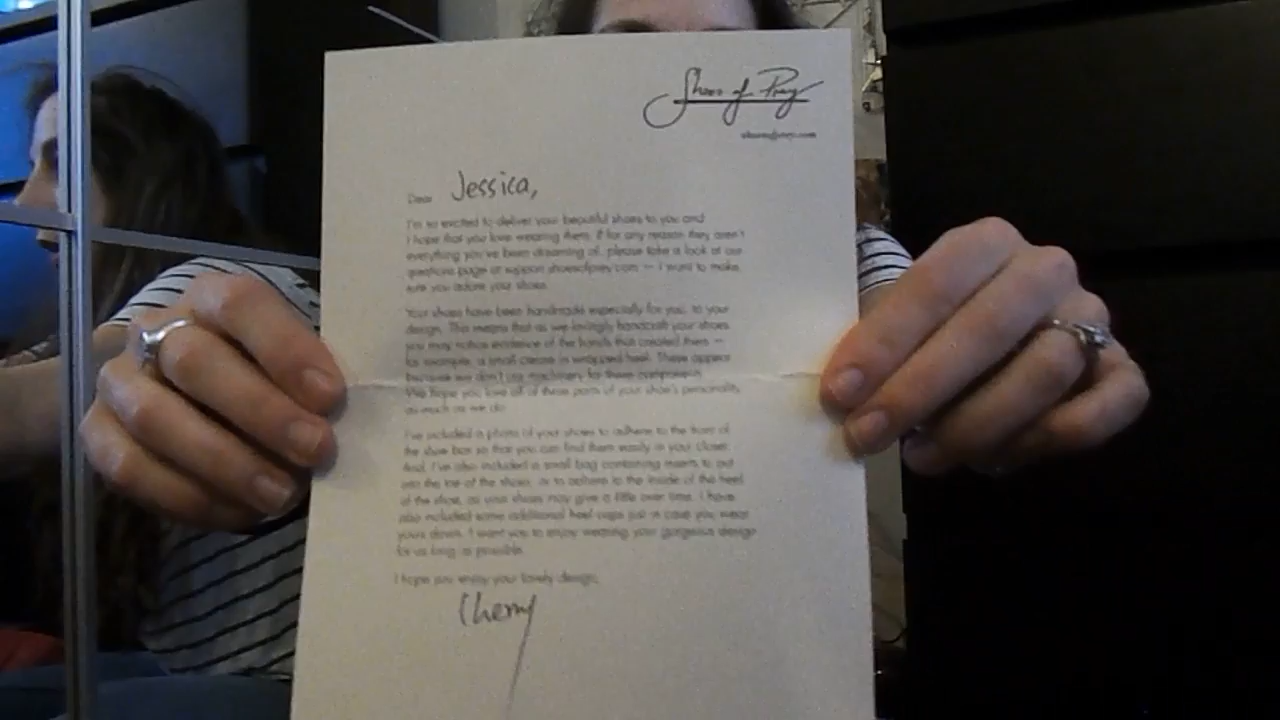 Shoes of Prey
Dear Jessica,
I'm so excited to deliver your beautiful shoes to you and
I hope that you love wearing them. If for any reason they aren't
everything you've been dreaming of, please take a look at our
questions page at support.shoesofprey.com — I want to make
sure you adore your shoes.
Your shoes have been handmade especially for you, to your
design. This means that as we lovingly handcraft your shoes
you may notice evidence of the hands that created them —
for example, a small crease in wrapped heel. These appear
because we don't use machinery for these components.
We hope you love all of these parts of your shoe's personality
as much as we do.
I've included a photo of your shoes to adhere to the front of
the shoe box so that you can find them easily in your closet.
And, I've also included a small bag containing inserts to put
into the toe of the shoes, or to adhere to the inside of the heel
of the shoe, as your shoes may give a little over time. I have
also included some additional heel caps just in case you wear
yours down. I want you to enjoy wearing your gorgeous design
for as long as possible.
I hope you enjoy your lovely design,